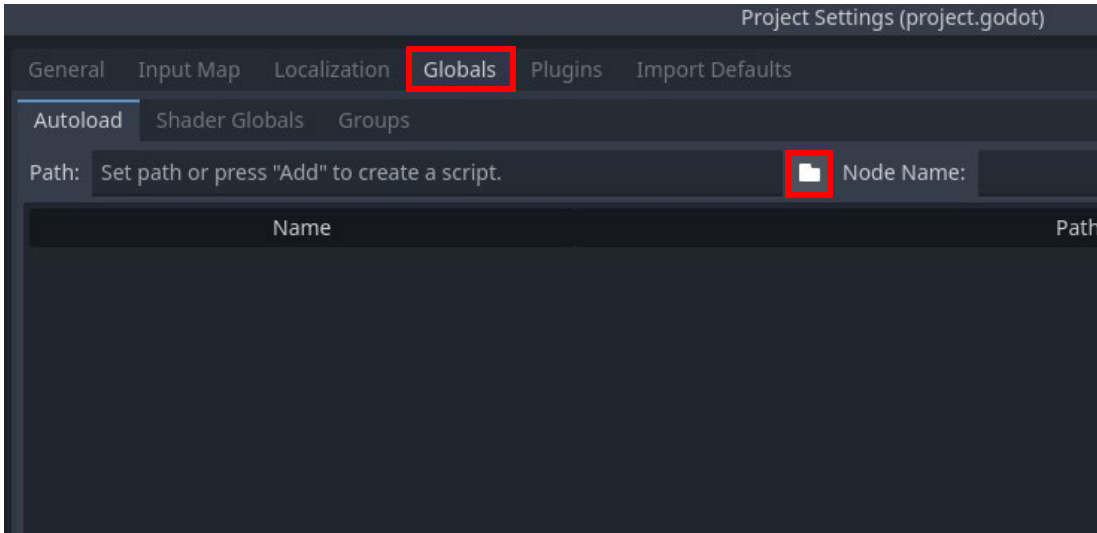 Project Settings (project.godot)
General Input Map Localization Globals Plugins Import Defaults
Autoload Shader Globals Groups
Path: Set path or press "Add" to create a script. Node Name:
Name Path